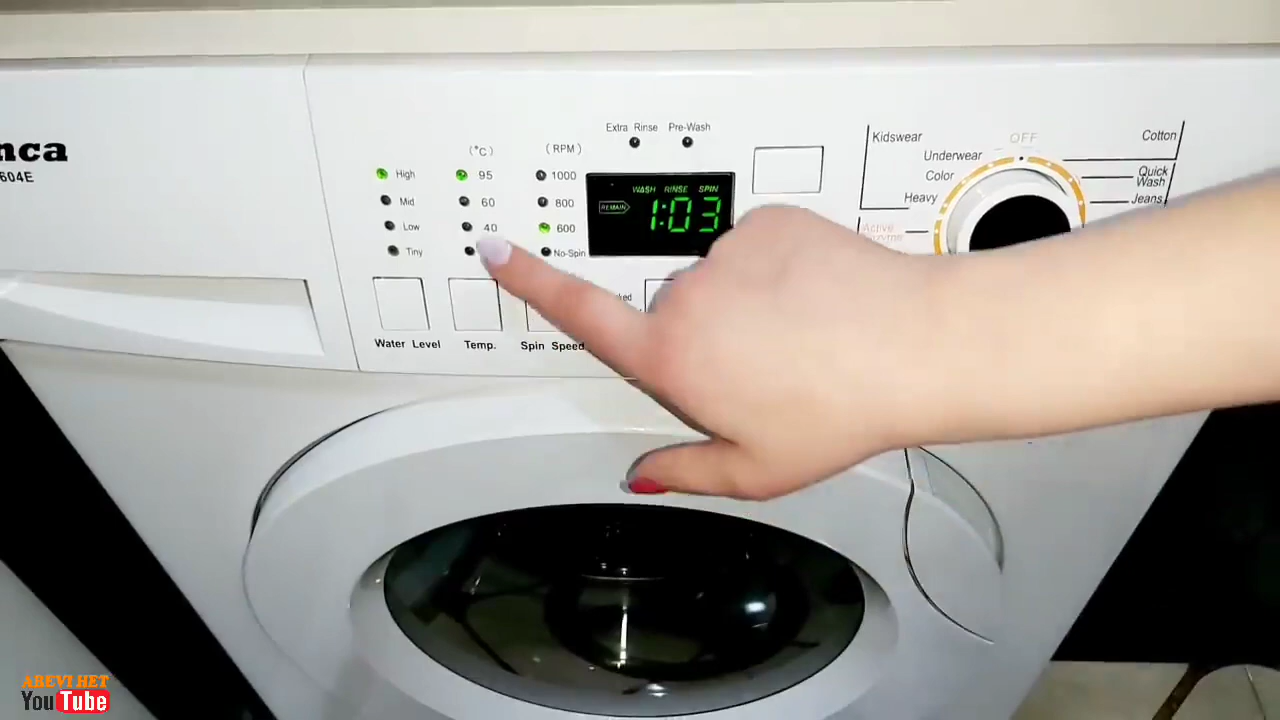 nca
604E
(°C)
(RPM)
High
Mid
Low
Tiny
95
60
40
1000
800
600
No-Spin
Water Level
Temp.
Spin Speed
Extra Rinse
Pre-Wash
WASH RINSE SPIN
REMAIN
1:03
Kidswear
Underwear
Color
Heavy
Active
OFF
Cotton
Quick
Wash
Jeans
ABEVI HET
YouTube